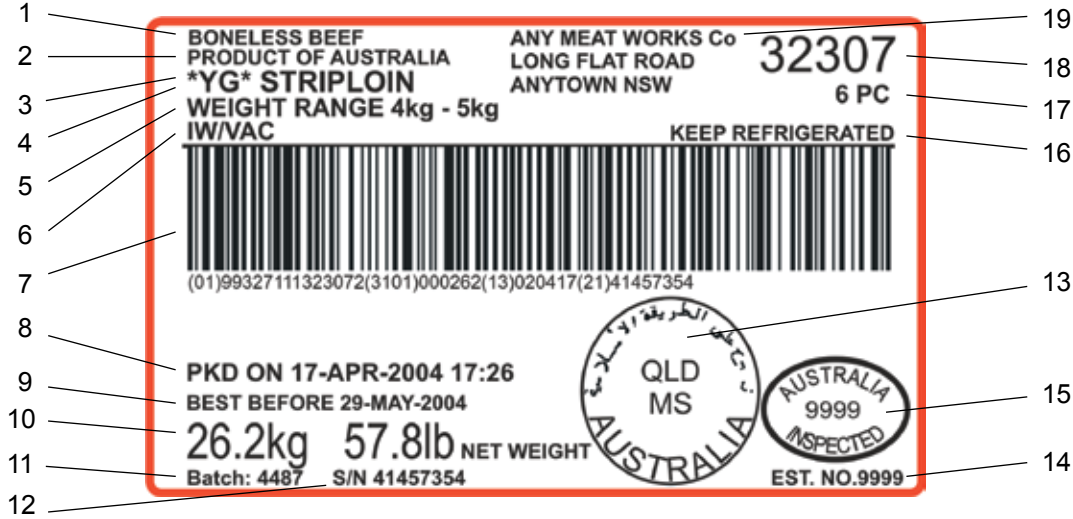 1
2
3
4
5
6
7
8
9
10
11
12
BONELESS BEEF
PRODUCT OF AUSTRALIA
*YG* STRIPLOIN
WEIGHT RANGE 4kg - 5kg
IW/VAC
ANY MEAT WORKS Co
LONG FLAT ROAD
ANYTOWN NSW
32307
6 PC
KEEP REFRIGERATED
(01)99327111323072(3101)000262(13)020417(21)41457354
PKD ON 17-APR-2004 17:26
BEST BEFORE 29-MAY-2004
26.2kg 57.8lb NET WEIGHT
Batch: 4487 S/N 41457354
الطريقة
QLD
MS
AUSTRALIA
AUSTRALIA
9999
INSPECTED
EST. NO.9999
19
18
17
16
13
15
14